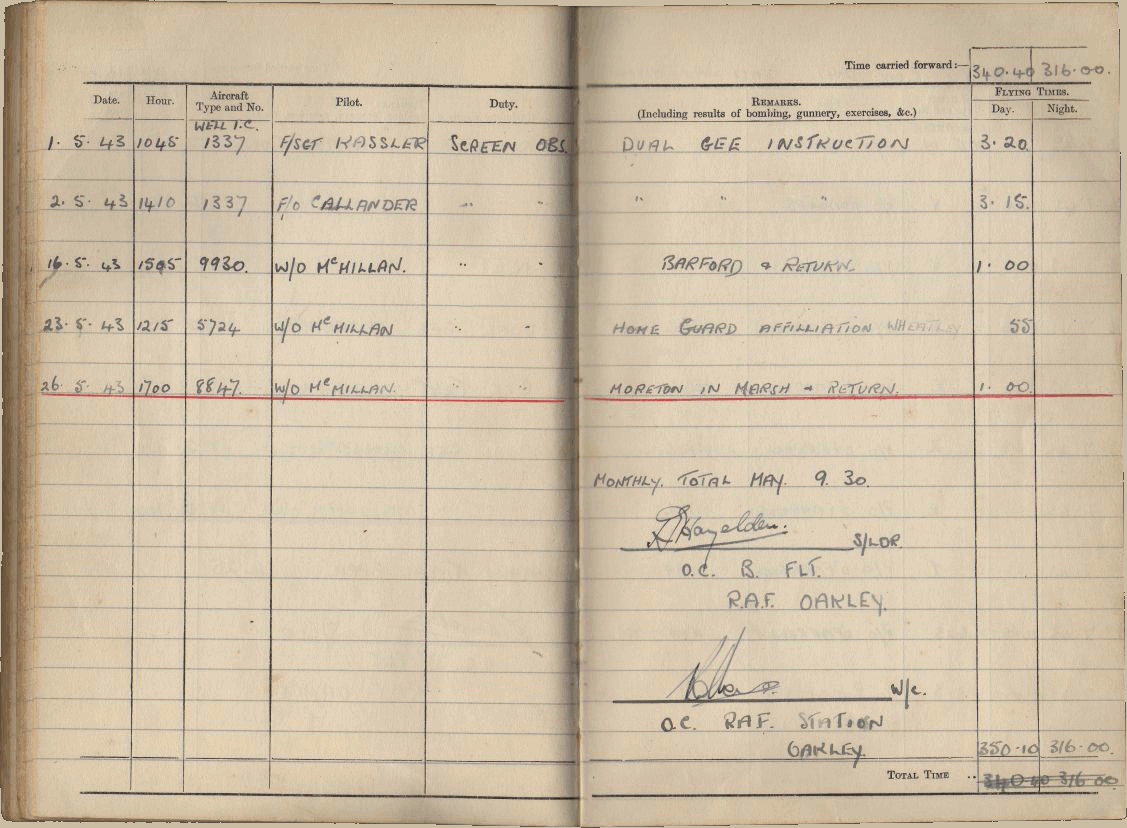 Time carried forward:— 340.40 316.00.
Date. Hour. Aircraft Type and No. Pilot. Duty. REMARKS. (Including results of bombing, gunnery, exercises, &c.) FLYING TIMES. Day. Night.
WELL I.C.
1. 5. 43 1045 1337 F/SGT KASSLER SCREEN OBS. DUAL GEE INSTRUCTION 3.20.
2. 5. 43 1410 1337 F/O CALLANDER " " " " " 3.15.
16. 5. 43 1505 9930. W/O McMILLAN. " " BARFORD & RETURN. 1.00
23. 5. 43 1215 5724 W/O McMILLAN " " HOME GUARD AFFILLIATION WHEATLEY 55
26. 5. 43 1700 8847. W/O McMILLAN. " " MORETON IN MARSH & RETURN. 1.00.
MONTHLY. TOTAL MAY. 9.30.
S/LDR.
O.C. B. FLT.
R.A.F. OAKLEY.
W/C.
O.C. RAF. STATION
OAKLEY.
350.10 316.00.
TOTAL TIME .. 340.40 316 00